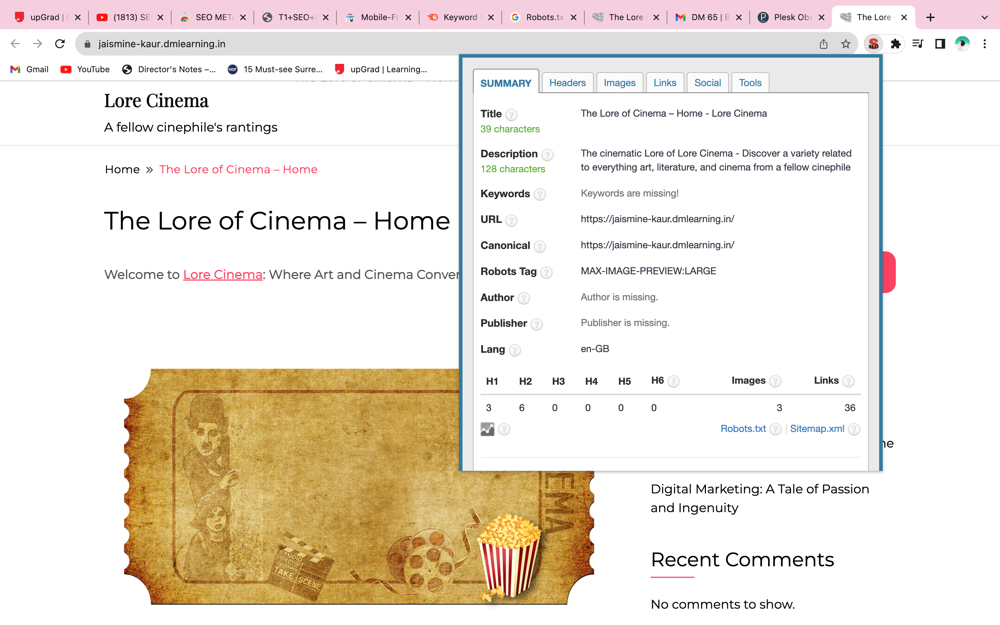 upGrad |
(1813) SE
SEO MET
T1+SEO+
Mobile-Fr
Keyword
Robots.tx
The Lore
DM 65 | B
Plesk Obs
The Lore
jaismine-kaur.dmlearning.in
SEO
Gmail
YouTube
Director's Notes –...
HOF
15 Must-see Surre...
upGrad | Learning...
Lore Cinema
A fellow cinephile's rantings
Home » The Lore of Cinema – Home
The Lore of Cinema – Home
Welcome to Lore Cinema: Where Art and Cinema Conver
STUDIO
DIRECTOR
CAMERAMAN
TAKE SCENE
EMA
SUMMARY
Headers
Images
Links
Social
Tools
Title ? The Lore of Cinema – Home - Lore Cinema
39 characters
Description ? The cinematic Lore of Lore Cinema - Discover a variety related
128 characters to everything art, literature, and cinema from a fellow cinephile
Keywords ? Keywords are missing!
URL ? https://jaismine-kaur.dmlearning.in/
Canonical ? https://jaismine-kaur.dmlearning.in/
Robots Tag ? MAX-IMAGE-PREVIEW:LARGE
Author ? Author is missing.
Publisher ? Publisher is missing.
Lang ? en-GB
H1 H2 H3 H4 H5 H6 ? Images ? Links ?
3 6 0 0 0 0 3 36
? Robots.txt ? | Sitemap.xml ?
Digital Marketing: A Tale of Passion
and Ingenuity
Recent Comments
No comments to show.